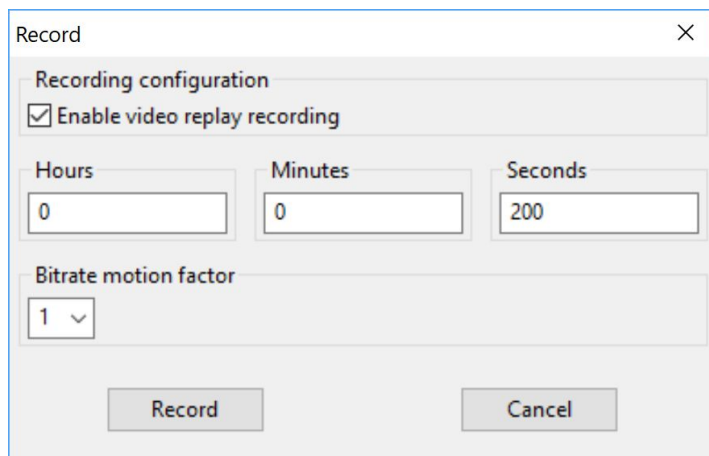 Record
Recording configuration
Enable video replay recording
Hours Minutes Seconds
0 0 200
Bitrate motion factor
1
Record Cancel